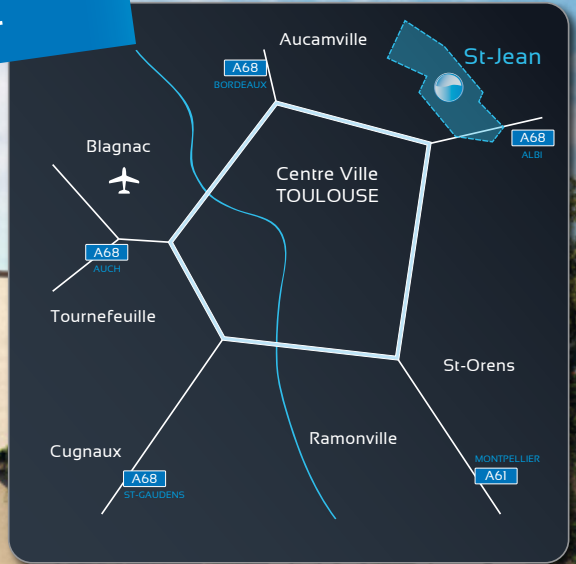 Aucamville
St-Jean
A68
BORDEAUX
A68
ALBI
Blagnac
Centre Ville
TOULOUSE
A68
AUCH
Tournefeuille
St-Orens
Ramonville
Cugnaux
MONTPELLIER
A61
A68
ST-GAUDENS